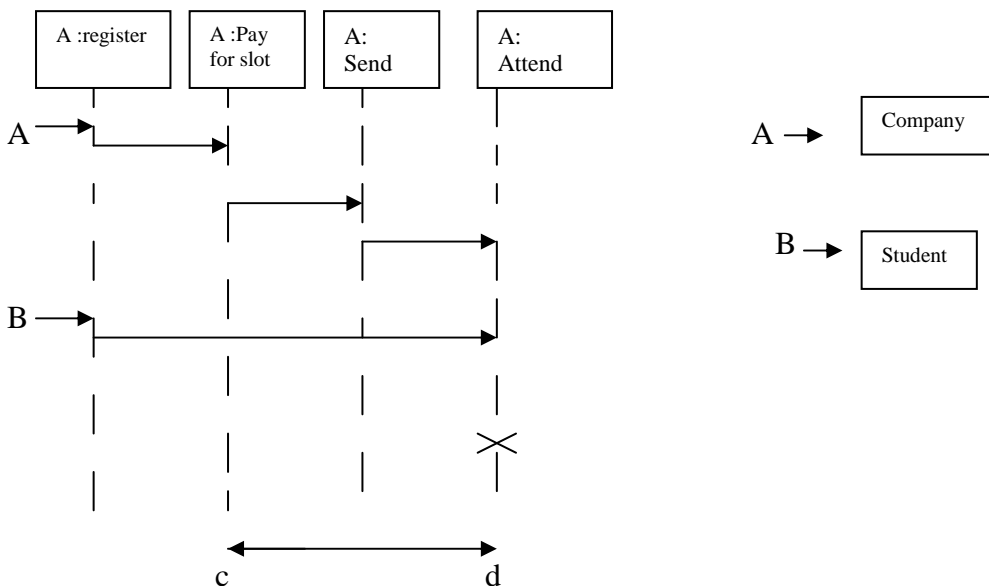 A :register
A :Pay
for slot
A:
Send
A:
Attend
A
Company
B
Student
B
c
d
A